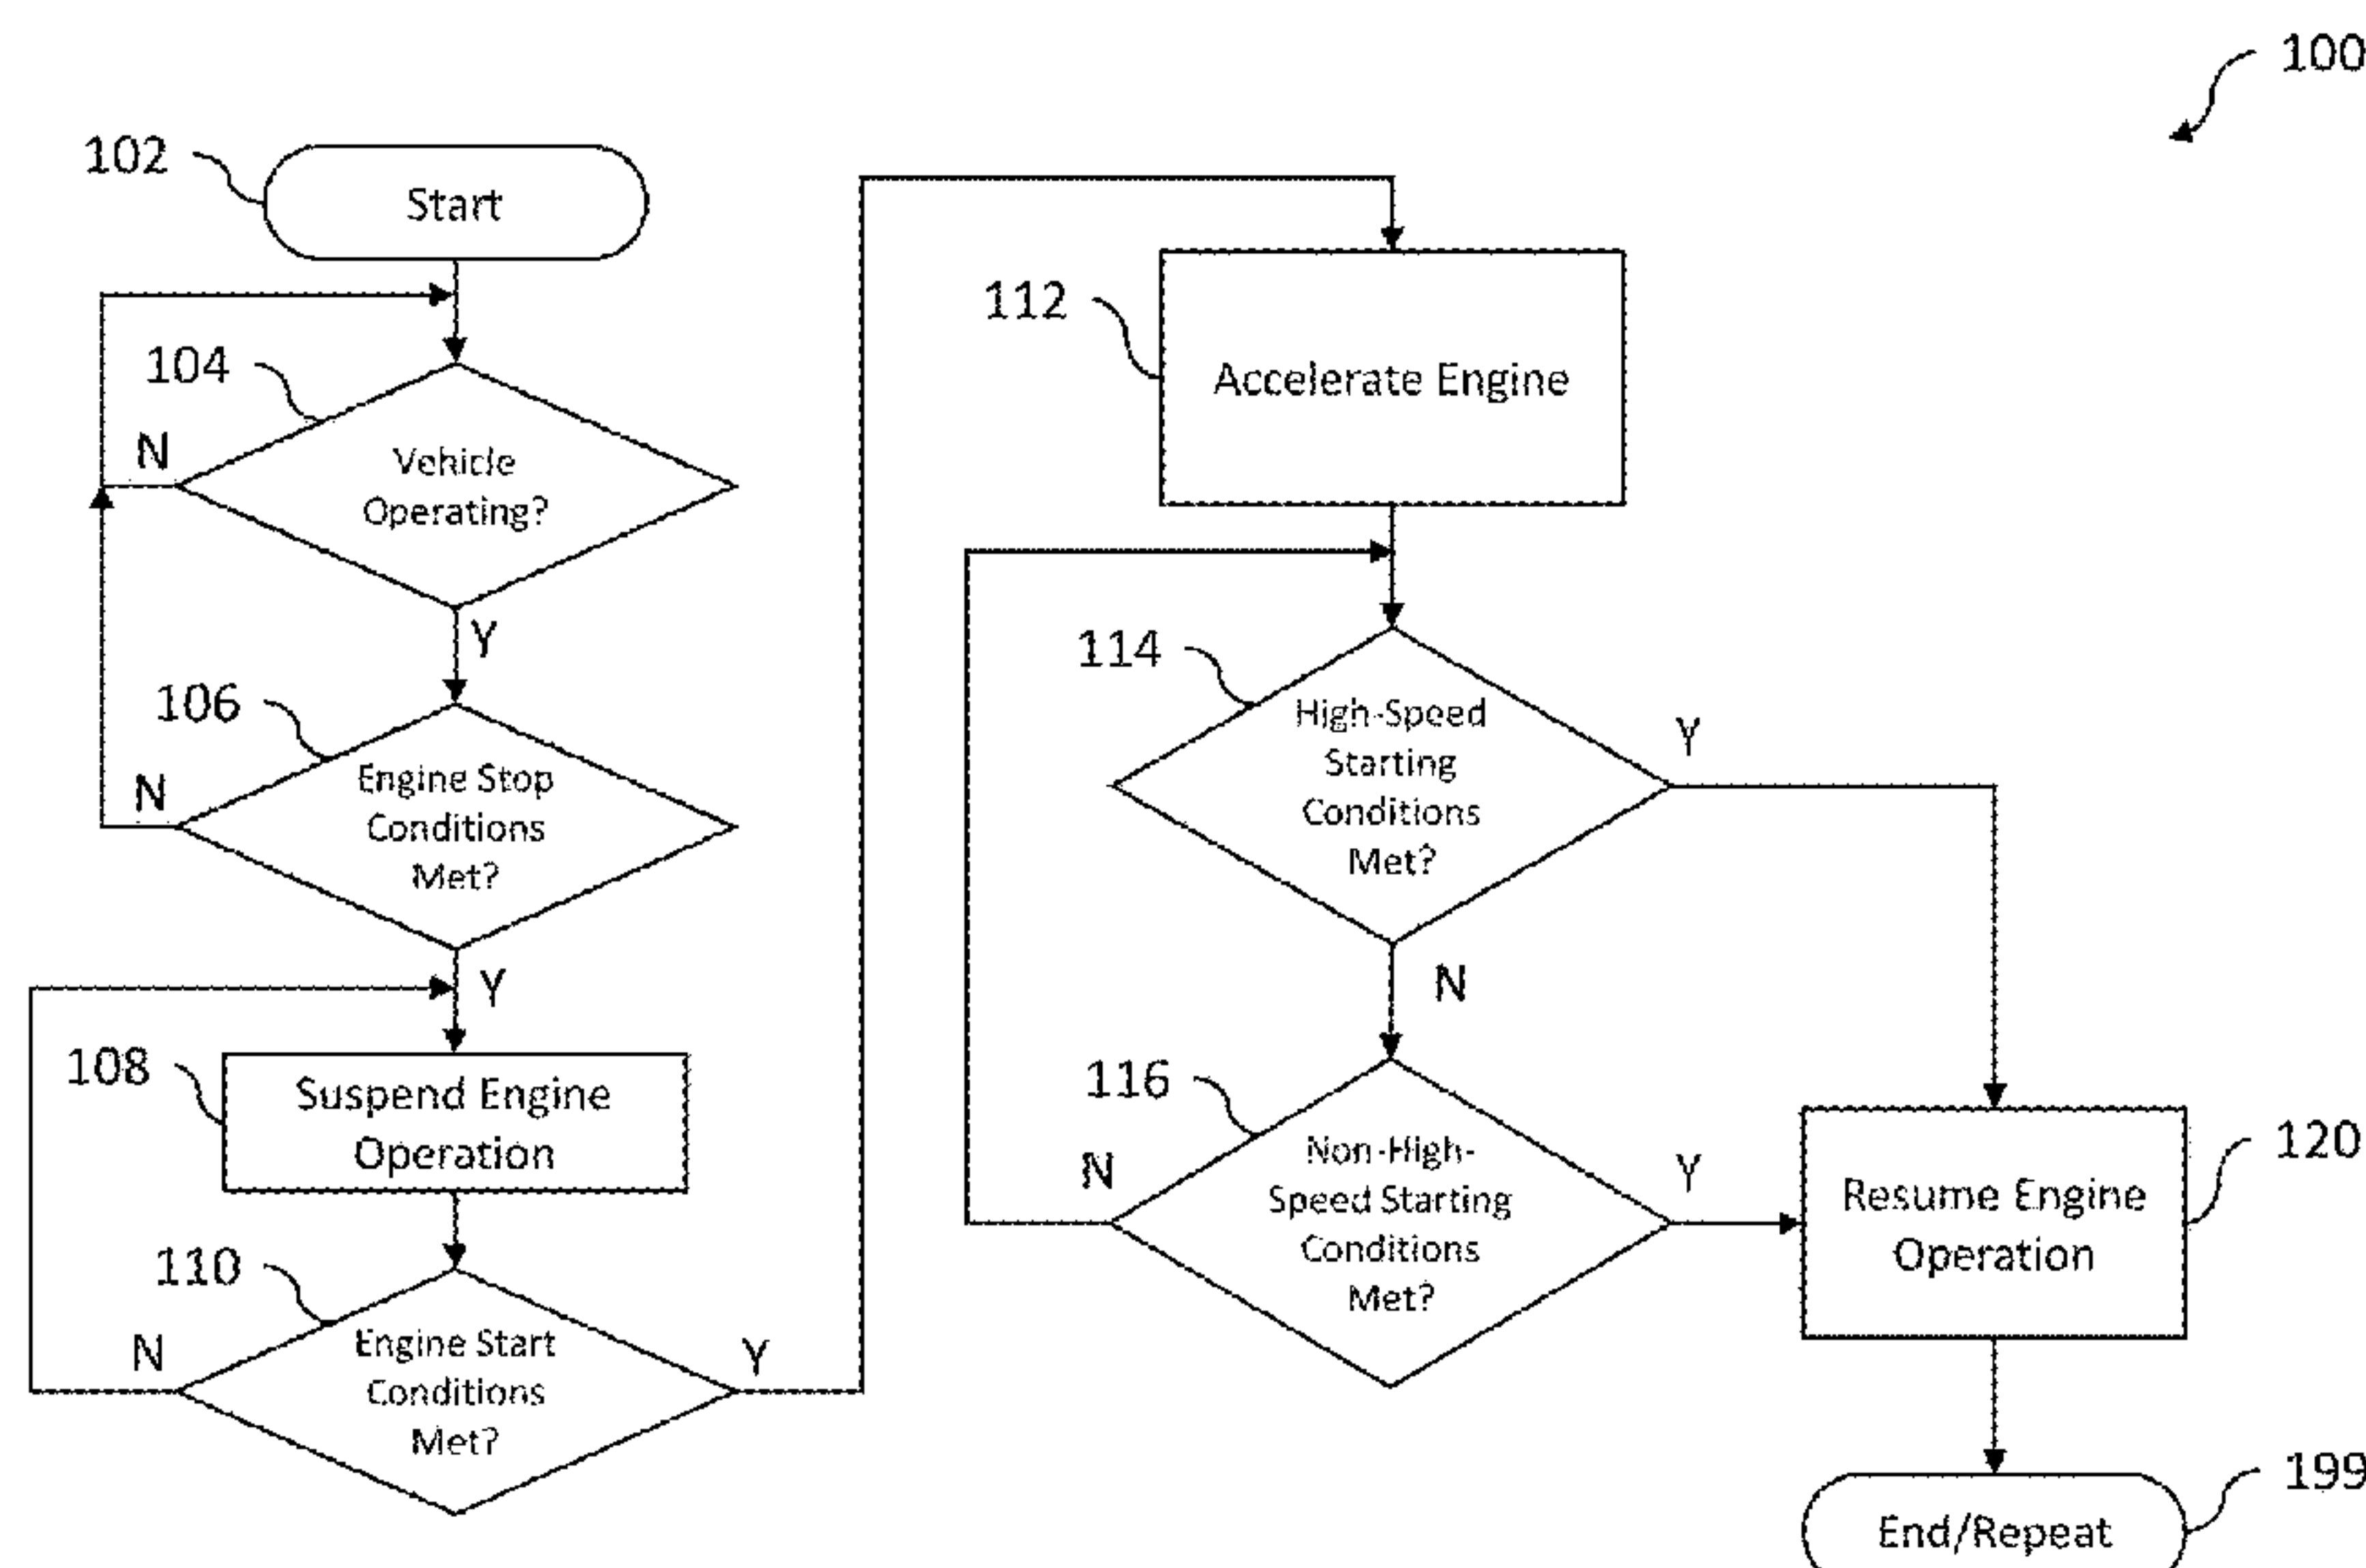 100
102
Start
104
N
Vehicle
Operating?
Y
106
N
Engine Stop
Conditions
Met?
Y
108
Suspend Engine
Operation
110
N
Engine Start
Conditions
Met?
Y
112
Accelerate Engine
114
High-Speed
Starting
Conditions
Met?
Y
N
116
N
Non-High-
Speed Starting
Conditions
Met?
Y
120
Resume Engine
Operation
199
End/Repeat